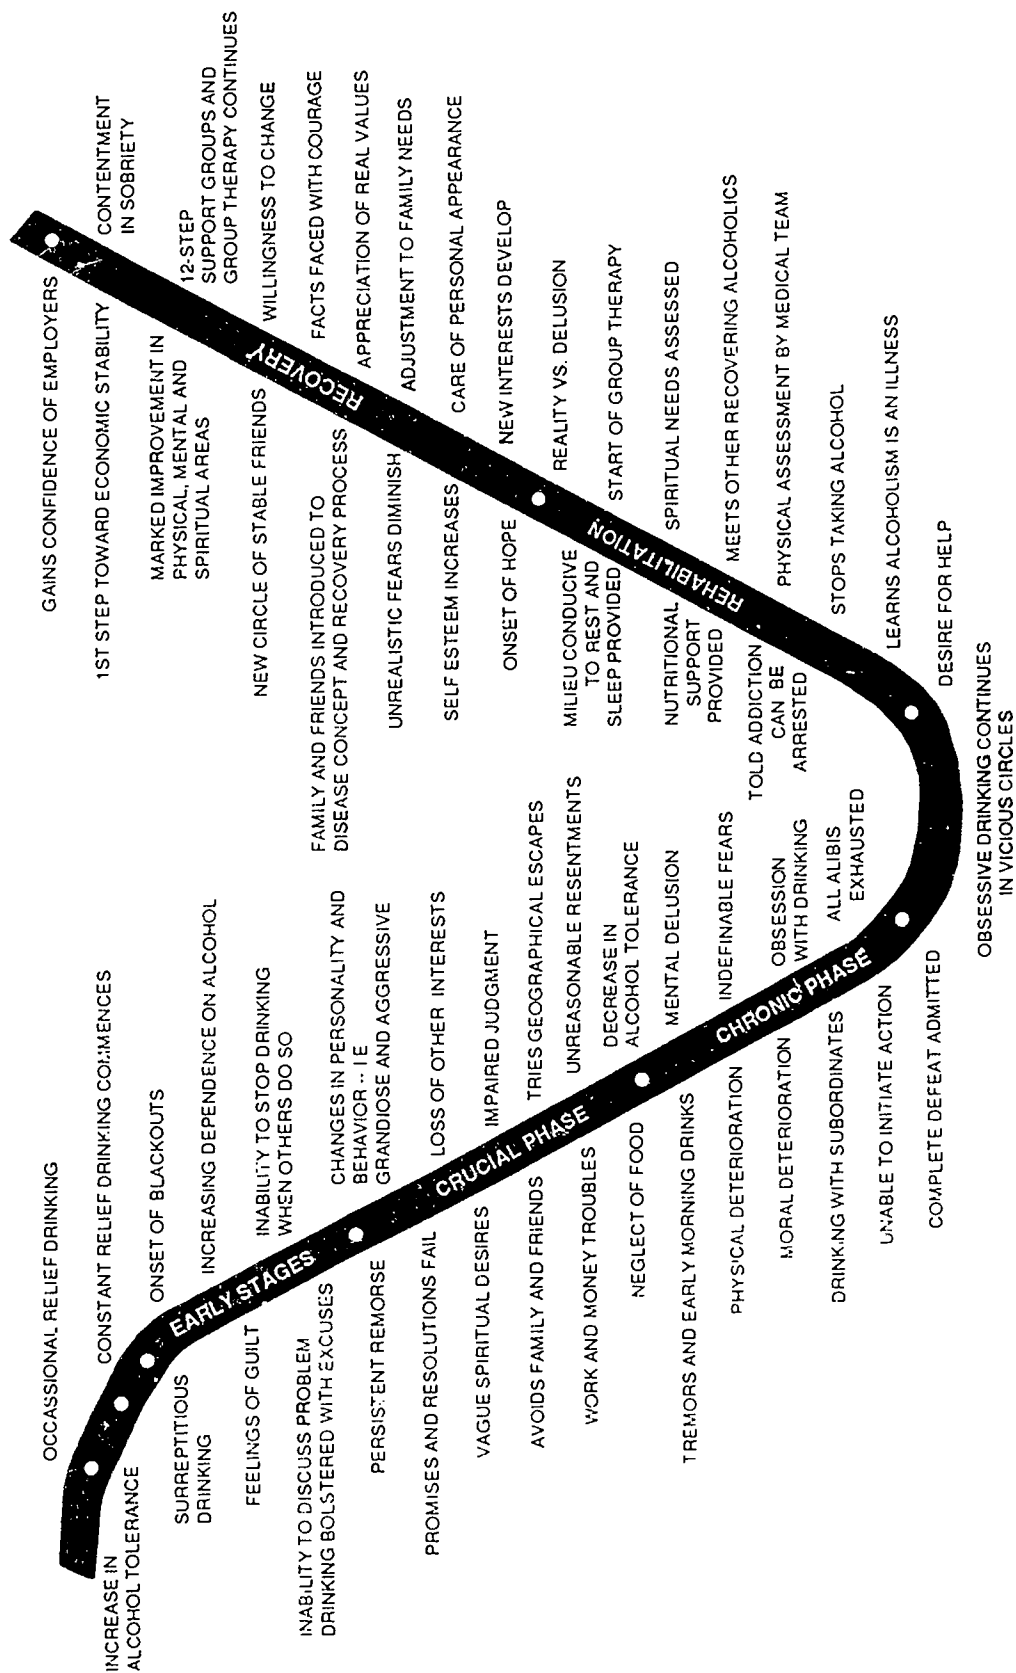 OCCASSIONAL RELIEF DRINKING
INCREASE IN
ALCOHOL TOLERANCE
CONSTANT RELIEF DRINKING COMMENCES
ONSET OF BLACKOUTS
SURREPTITIOUS
DRINKING
INCREASING DEPENDENCE ON ALCOHOL
EARLY STAGES
FEELINGS OF GUILT
INABILITY TO STOP DRINKING
WHEN OTHERS DO SO
INABILITY TO DISCUSS PROBLEM
DRINKING BOLSTERED WITH EXCUSES
CHANGES IN PERSONALITY AND
BEHAVIOR -- I E
GRANDIOSE AND AGGRESSIVE
PERSISTENT REMORSE
PROMISES AND RESOLUTIONS FAIL
LOSS OF OTHER INTERESTS
CRUCIAL PHASE
VAGUE SPIRITUAL DESIRES
IMPAIRED JUDGMENT
AVOIDS FAMILY AND FRIENDS
TRIES GEOGRAPHICAL ESCAPES
WORK AND MONEY TROUBLES
UNREASONABLE RESENTMENTS
NEGLECT OF FOOD
DECREASE IN
ALCOHOL TOLERANCE
TREMORS AND EARLY MORNING DRINKS
MENTAL DELUSION
CHRONIC PHASE
PHYSICAL DETERIORATION
INDEFINABLE FEARS
MORAL DETERIORATION
OBSESSION
WITH DRINKING
DRINKING WITH SUBORDINATES
ALL ALIBIS
EXHAUSTED
UNABLE TO INITIATE ACTION
COMPLETE DEFEAT ADMITTED
OBSESSIVE DRINKING CONTINUES
IN VICIOUS CIRCLES
GAINS CONFIDENCE OF EMPLOYERS
CONTENTMENT
IN SOBRIETY
1ST STEP TOWARD ECONOMIC STABILITY
MARKED IMPROVEMENT IN
PHYSICAL, MENTAL AND
SPIRITUAL AREAS
12-STEP
SUPPORT GROUPS AND
GROUP THERAPY CONTINUES
NEW CIRCLE OF STABLE FRIENDS
WILLINGNESS TO CHANGE
RECOVERY
FAMILY AND FRIENDS INTRODUCED TO
DISEASE CONCEPT AND RECOVERY PROCESS
FACTS FACED WITH COURAGE
APPRECIATION OF REAL VALUES
UNREALISTIC FEARS DIMINISH
ADJUSTMENT TO FAMILY NEEDS
SELF ESTEEM INCREASES
CARE OF PERSONAL APPEARANCE
ONSET OF HOPE
NEW INTERESTS DEVELOP
MILIEU CONDUCIVE
TO REST AND
SLEEP PROVIDED
REALITY VS. DELUSION
START OF GROUP THERAPY
REHABILITATION
NUTRITIONAL
SUPPORT
PROVIDED
SPIRITUAL NEEDS ASSESSED
MEETS OTHER RECOVERING ALCOHOLICS
TOLD ADDICTION
CAN BE
ARRESTED
PHYSICAL ASSESSMENT BY MEDICAL TEAM
STOPS TAKING ALCOHOL
LEARNS ALCOHOLISM IS AN ILLNESS
DESIRE FOR HELP